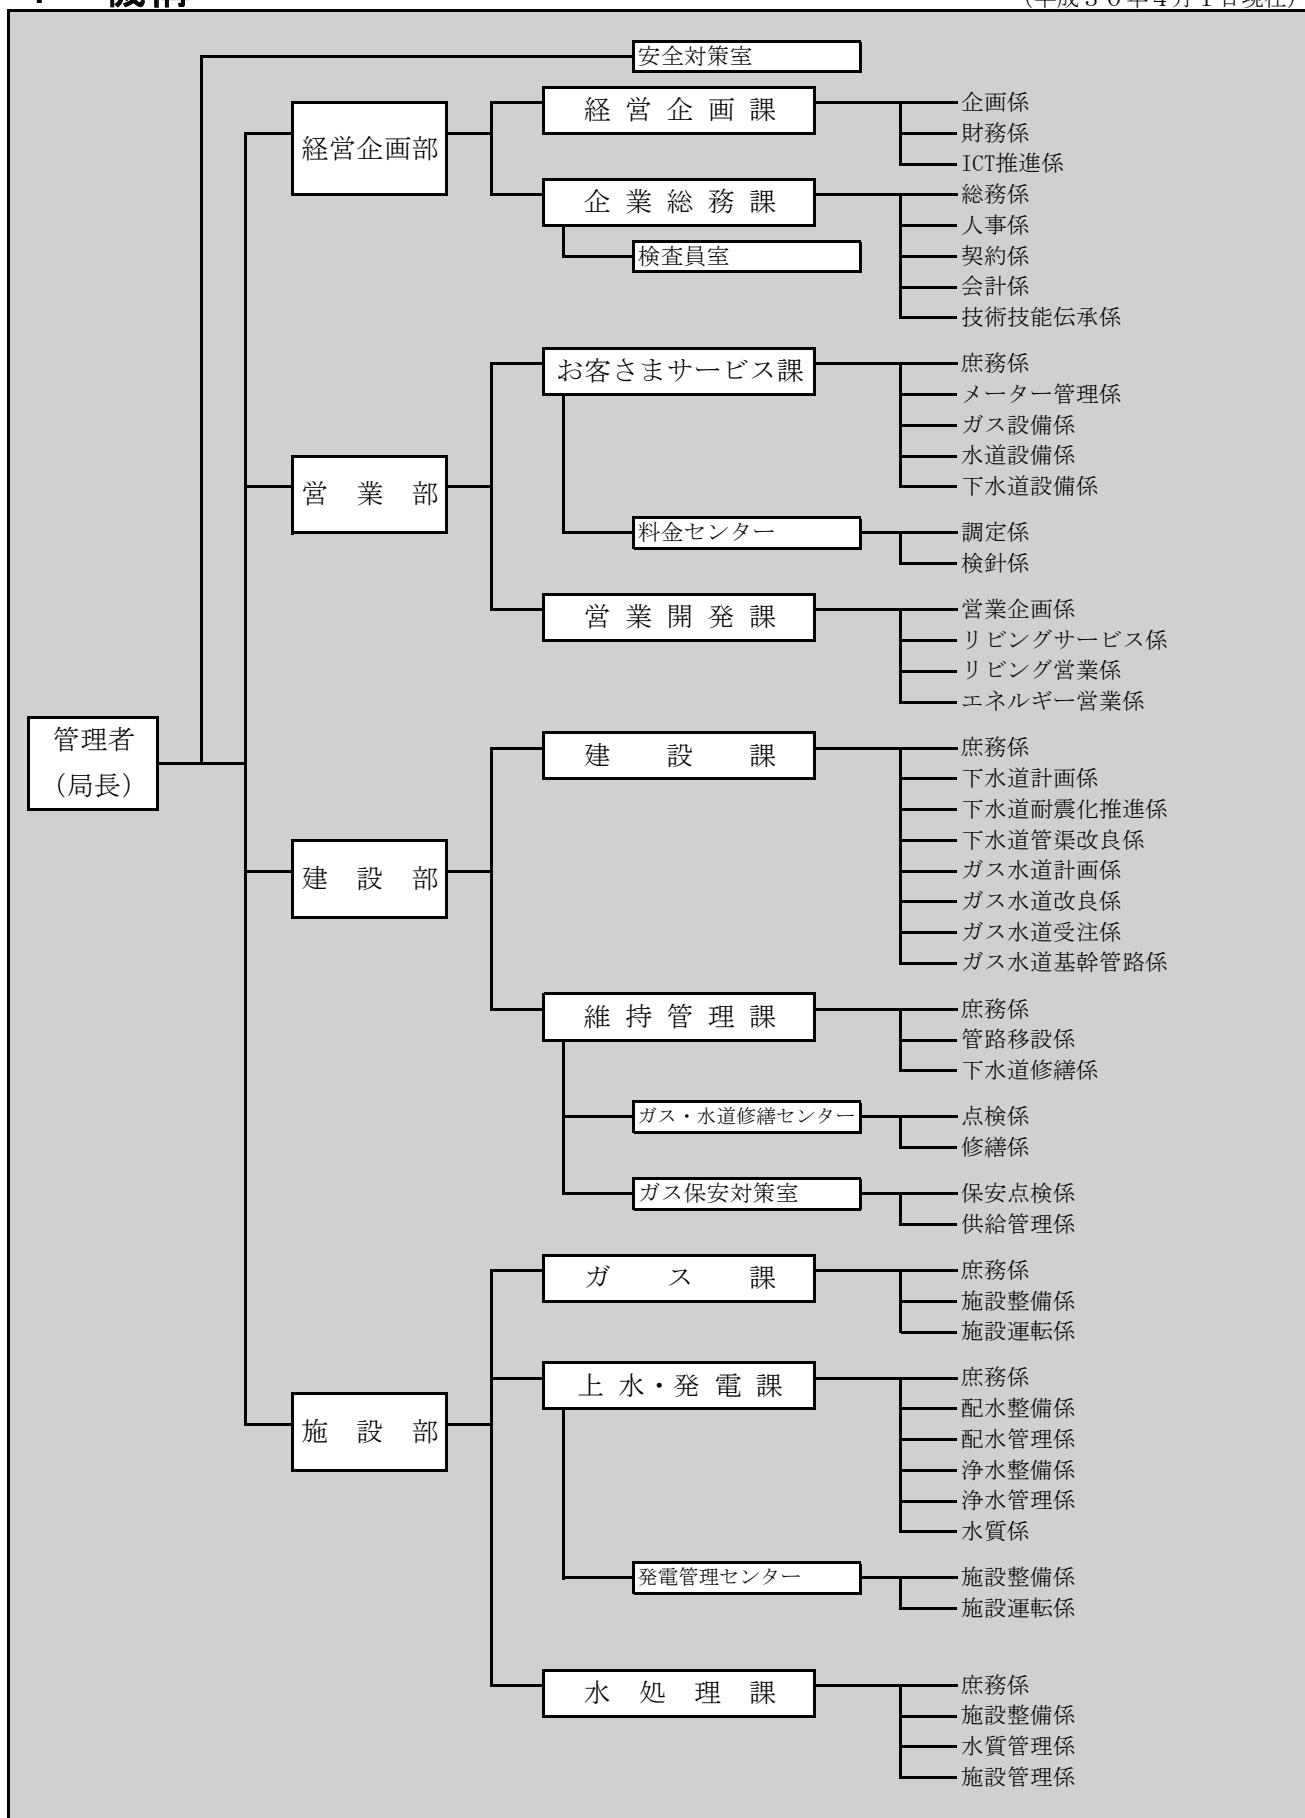 機構
(平成30年4月1日現在)
安全対策室
経営企画部
経営企画課
企画係
財務係
ICT推進係
企業総務課
総務係
人事係
契約係
会計係
技術技能伝承係
検査員室
営業部
お客さまサービス課
庶務係
メーター管理係
ガス設備係
水道設備係
下水道設備係
料金センター
調定係
検針係
営業開発課
営業企画係
リビングサービス係
リビング営業係
エネルギー営業係
管理者
(局長)
建設部
建設課
庶務係
下水道計画係
下水道耐震化推進係
下水道管渠改良係
ガス水道計画係
ガス水道改良係
ガス水道受注係
ガス水道基幹管路係
維持管理課
庶務係
管路移設係
下水道修繕係
ガス・水道修繕センター
点検係
修繕係
ガス保安対策室
保安点検係
供給管理係
施設部
ガス課
庶務係
施設整備係
施設運転係
上水・発電課
庶務係
配水整備係
配水管理係
浄水整備係
浄水管理係
水質係
発電管理センター
施設整備係
施設運転係
水処理課
庶務係
施設整備係
水質管理係
施設管理係